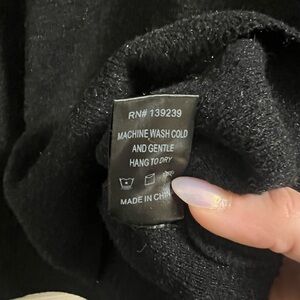 RN# 139239
MACHINE WASH COLD
AND GENTLE
HANG TO DRY
MADE IN CHI